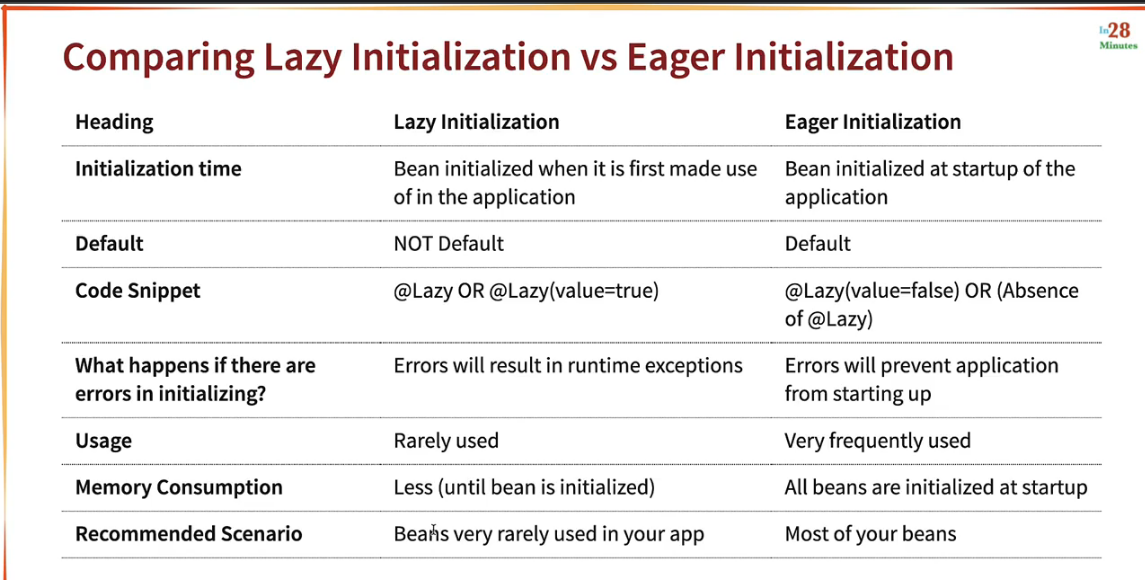 In28
Minutes
Comparing Lazy Initialization vs Eager Initialization
Heading Lazy Initialization Eager Initialization
Initialization time Bean initialized when it is first made use Bean initialized at startup of the
of in the application application
Default NOT Default Default
Code Snippet @Lazy OR @Lazy(value=true) @Lazy(value=false) OR (Absence
of @Lazy)
What happens if there are Errors will result in runtime exceptions Errors will prevent application
errors in initializing? from starting up
Usage Rarely used Very frequently used
Memory Consumption Less (until bean is initialized) All beans are initialized at startup
Recommended Scenario Beans very rarely used in your app Most of your beans